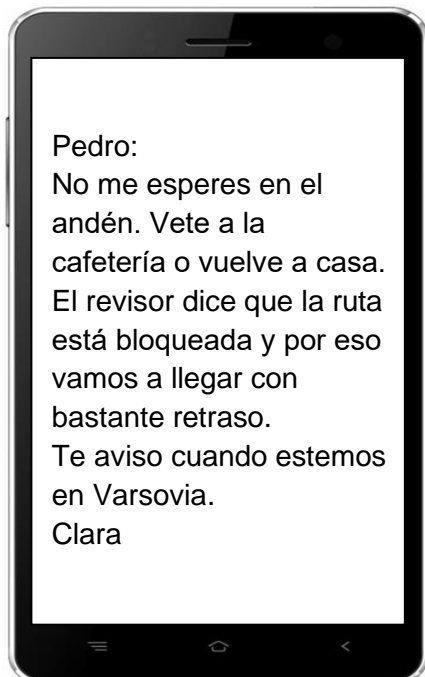 Pedro:
No me esperes en el
andén. Vete a la
cafetería o vuelve a casa.
El revisor dice que la ruta
está bloqueada y por eso
vamos a llegar con
bastante retraso.
Te aviso cuando estemos
en Varsovia.
Clara